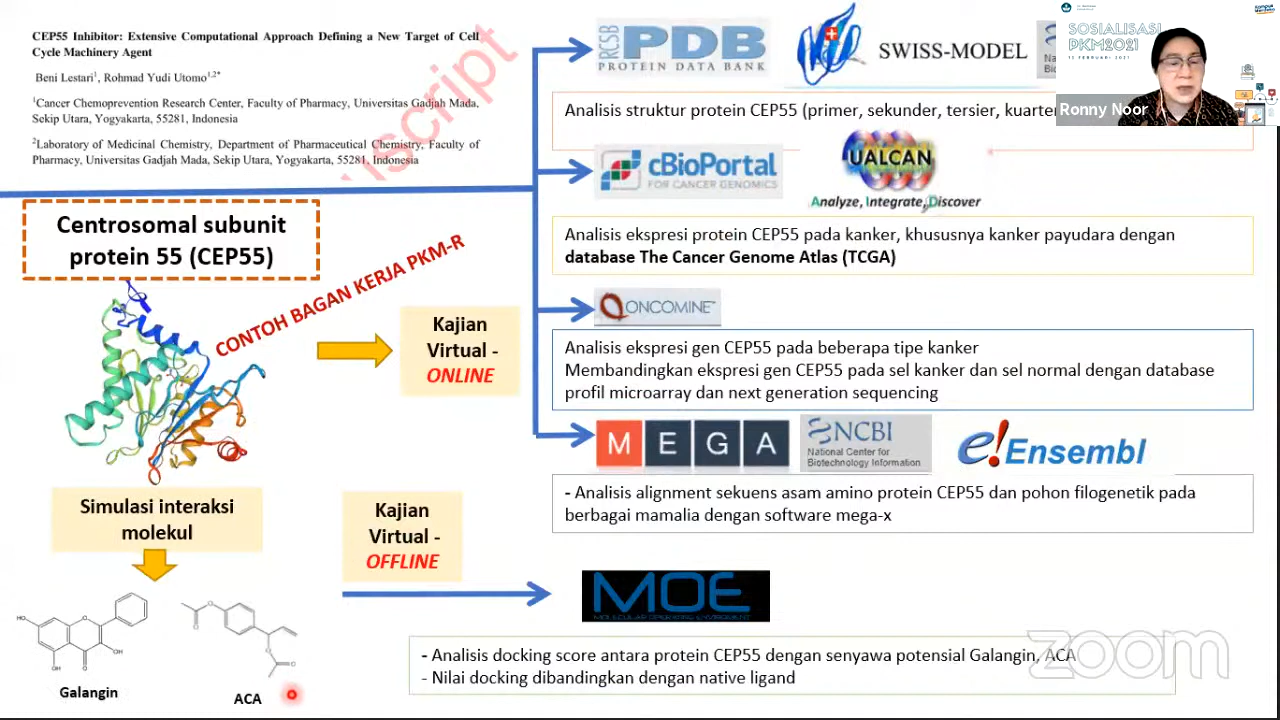 CEP55 Inhibitor: Extensive Computational Approach Defining a New Target of Cell
Cycle Machinery Agent
Beni Lestari1, Rohmad Yudi Utomo1,2*
1Cancer Chemoprevention Research Center, Faculty of Pharmacy, Universitas Gadjah Mada,
Sekip Utara, Yogyakarta, 55281, Indonesia
2Laboratory of Medicinal Chemistry, Department of Pharmaceutical Chemistry, Faculty of
Pharmacy, Universitas Gadjah Mada, Sekip Utara, Yogyakarta, 55281, Indonesia
RCSB
PDB
PROTEIN DATA BANK
SWISS-MODEL
SOSIALISASI
PKM2021
Ronny Noor
Analisis struktur protein CEP55 (primer, sekunder, tersier, kuarter
cBioPortal
FOR CANCER GENOMICS
UALCAN
Analyze, Integrate, Discover
Analisis ekspresi protein CEP55 pada kanker, khususnya kanker payudara dengan
database The Cancer Genome Atlas (TCGA)
Centrosomal subunit
protein 55 (CEP55)
CONTOH BAGAN KERJA PKM-R
Kajian
Virtual -
ONLINE
ONCOMINE
Analisis ekspresi gen CEP55 pada beberapa tipe kanker
Membandingkan ekspresi gen CEP55 pada sel kanker dan sel normal dengan database
profil microarray dan next generation sequencing
MEGA
NCBI
National Center for
Biotechnology Information
e!Ensembl
- Analisis alignment sekuens asam amino protein CEP55 dan pohon filogenetik pada
berbagai mamalia dengan software mega-x
Simulasi interaksi
molekul
Kajian
Virtual -
OFFLINE
MOE
- Analisis docking score antara protein CEP55 dengan senyawa potensial Galangin, ACA
- Nilai docking dibandingkan dengan native ligand
zoom
Galangin
ACA